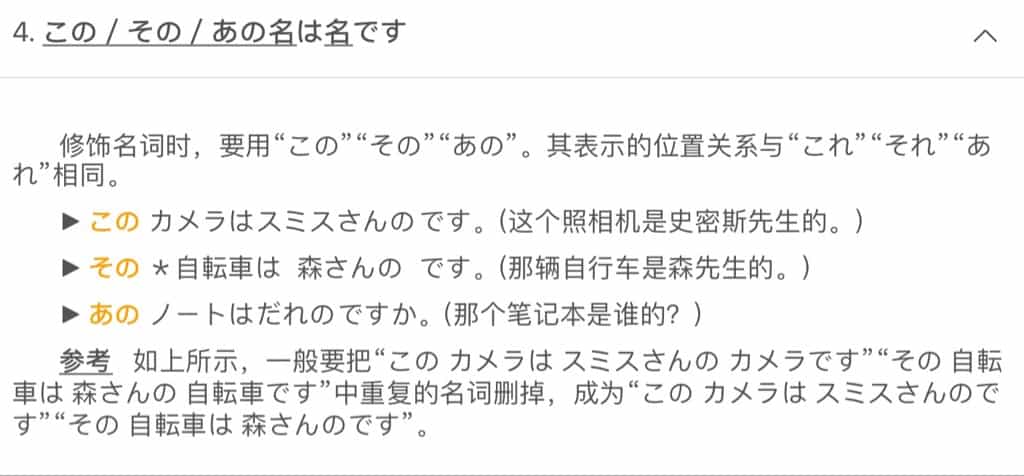 4. この / その / あの名は名です
修饰名词时，要用“この”“その”“あの”。其表示的位置关系与“これ”“それ”“あ
れ”相同。
▶ この カメラはスミスさんの です。(这个照相机是史密斯先生的。)
▶ その ＊自転車は 森さんの です。(那辆自行车是森先生的。)
▶ あの ノートはだれのですか。(那个笔记本是谁的？)
参考 如上所示，一般要把“この カメラは スミスさんの カメラです”“その 自転
車は 森さんの 自転車です”中重复的名词删掉，成为“この カメラは スミスさんので
す”“その 自転車は 森さんのです”。